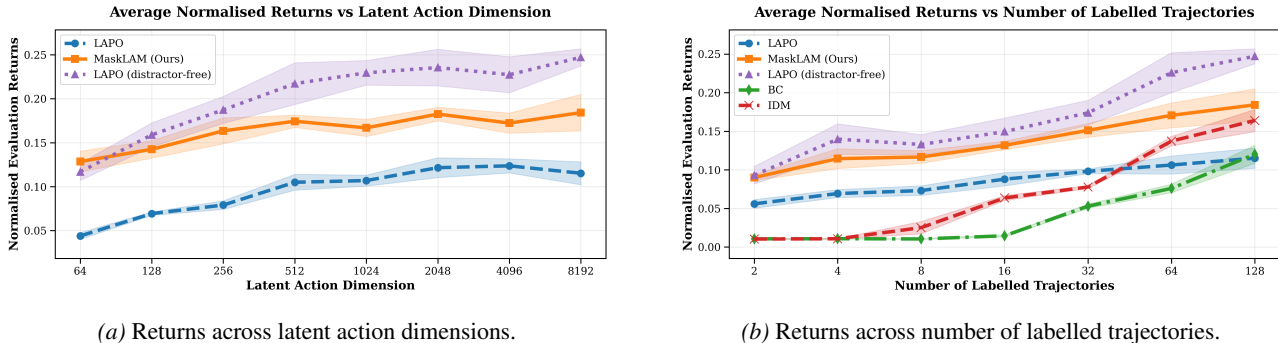 Average Normalised Returns vs Latent Action Dimension
Normalised Evaluation Returns
0.25
0.20
0.15
0.10
0.05
LAPO
MaskLAM (Ours)
LAPO (distractor-free)
64 128 256 512 1024 2048 4096 8192
Latent Action Dimension
(a) Returns across latent action dimensions.
Average Normalised Returns vs Number of Labelled Trajectories
Normalised Evaluation Returns
0.25
0.20
0.15
0.10
0.05
0.00
LAPO
MaskLAM (Ours)
LAPO (distractor-free)
BC
IDM
2 4 8 16 32 64 128
Number of Labelled Trajectories
(b) Returns across number of labelled trajectories.